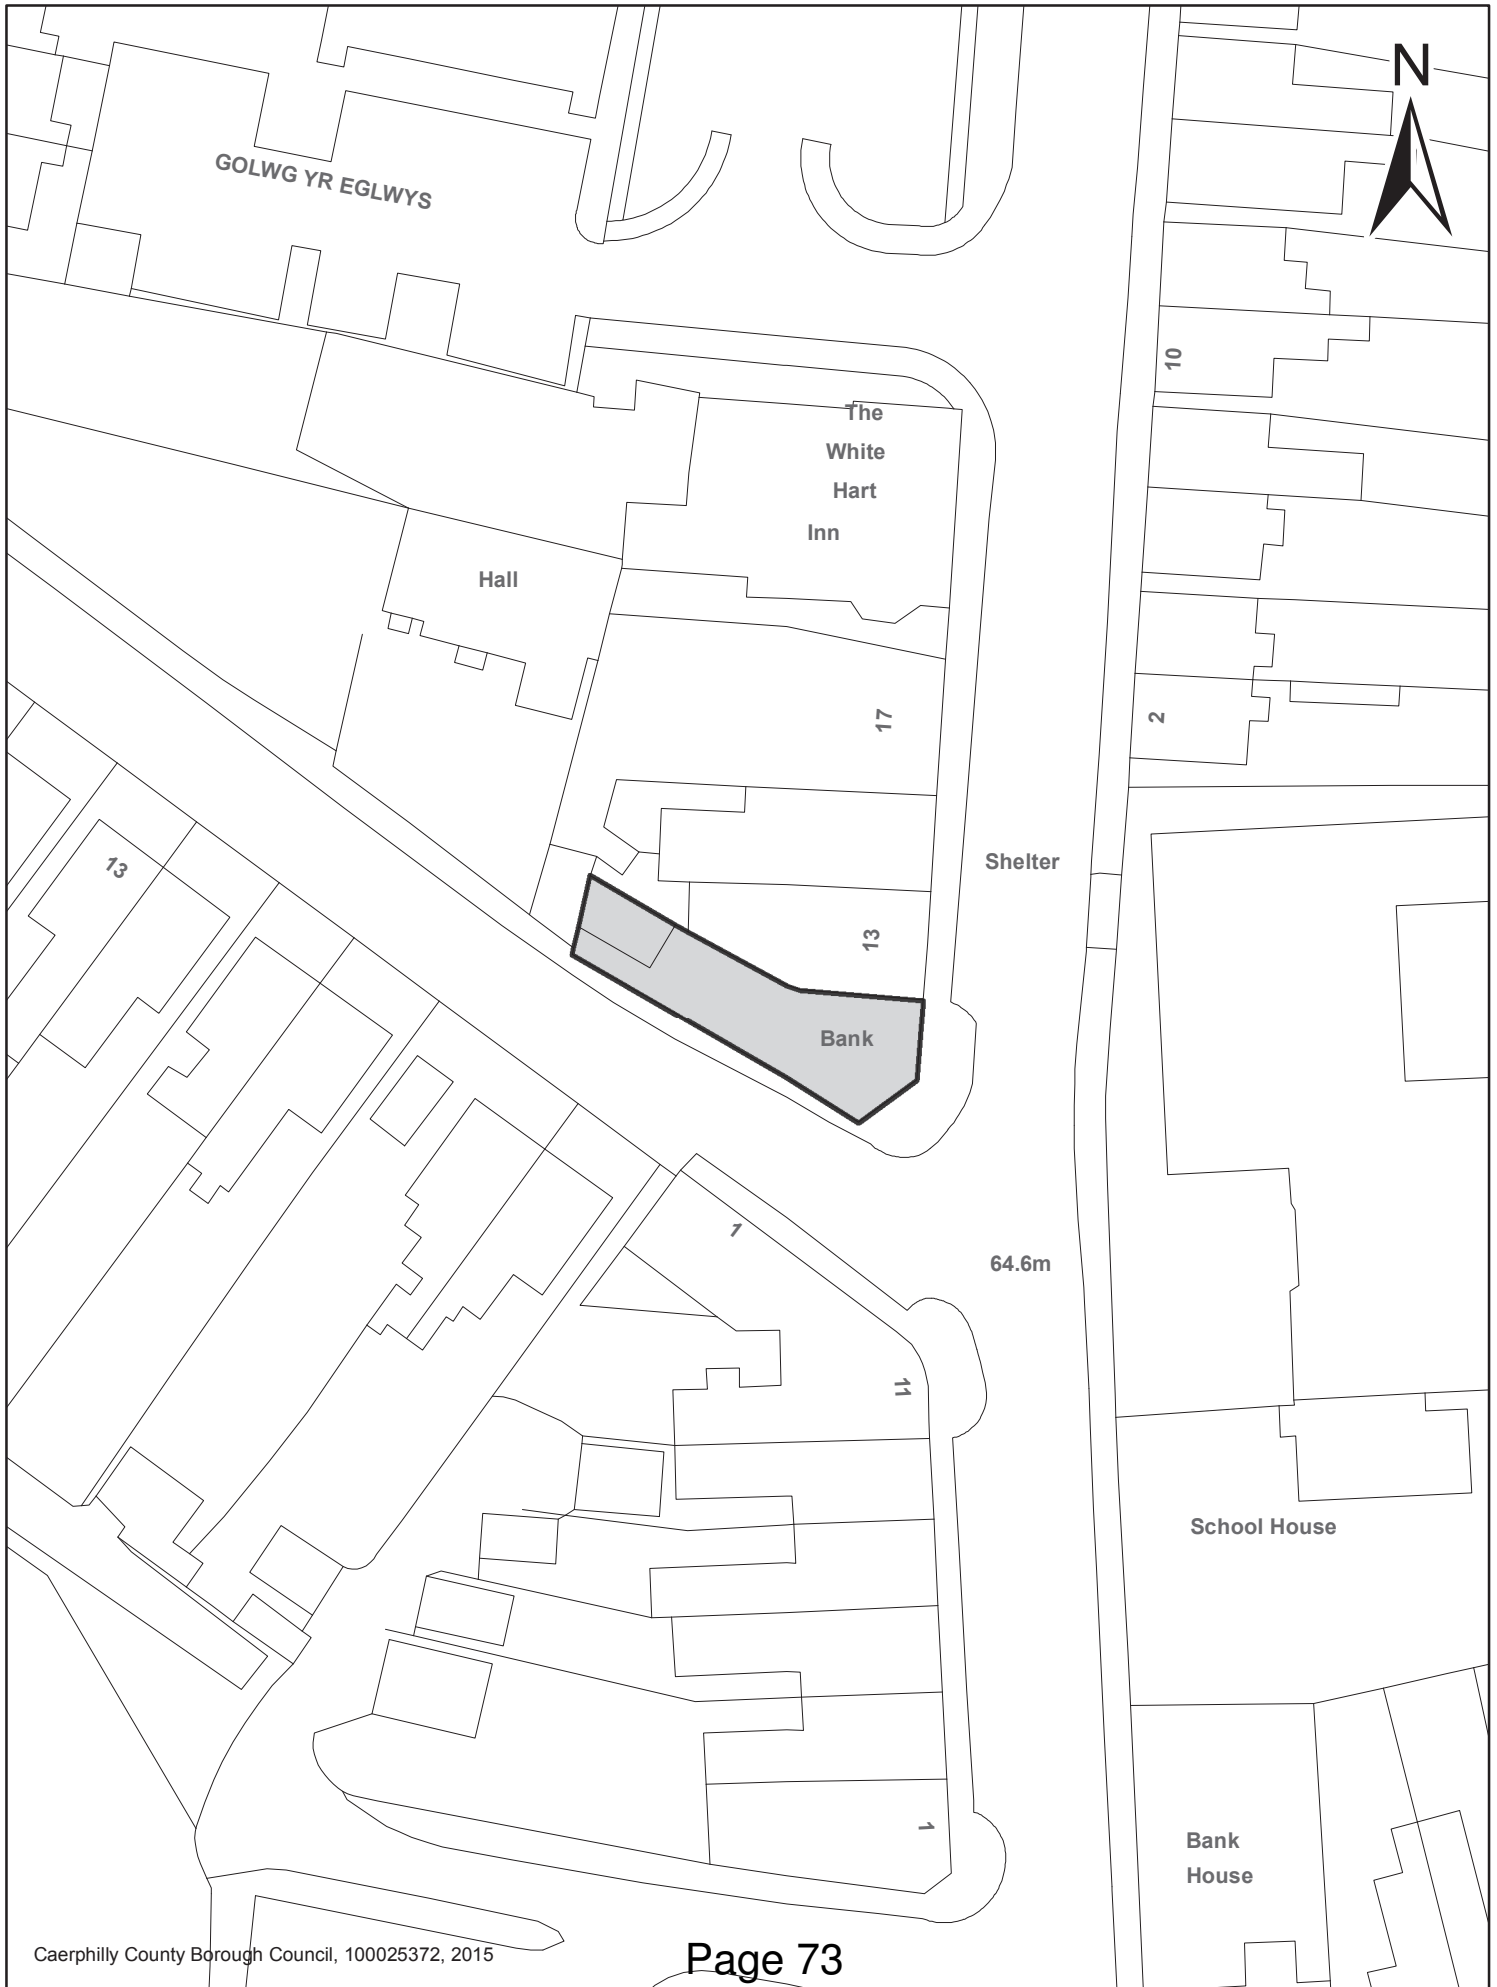 N
GOLWG YR EGLWYS
10
The
White
Hart
Inn
Hall
17
2
Shelter
13
13
Bank
1
64.6m
11
School House
1
Bank
House
Caerphilly County Borough Council, 100025372, 2015
Page 73